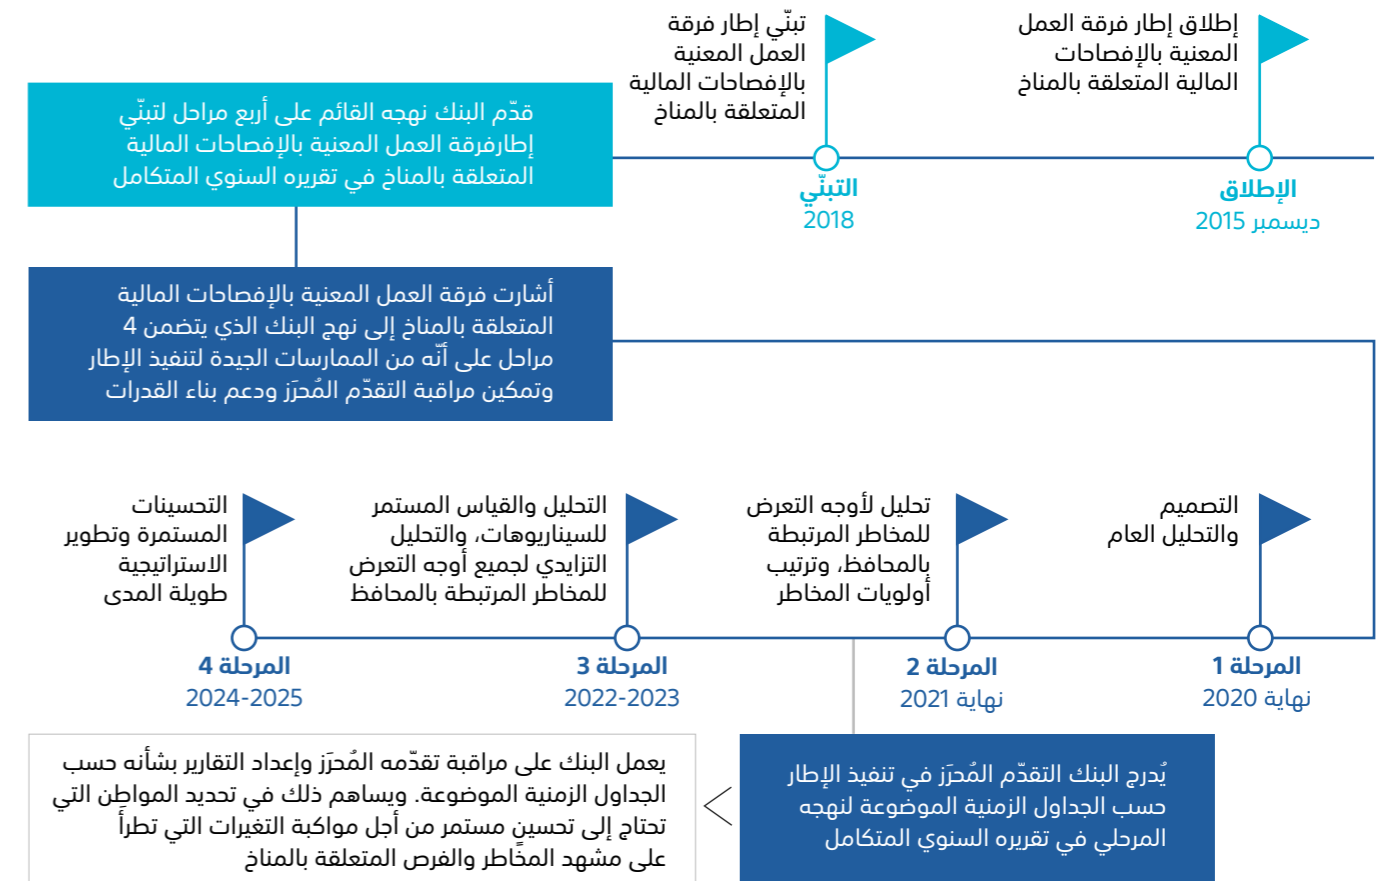 إطلاق إطار فرقة العمل
المعنية بالإفصاحات
المالية المتعلقة بالمناخ
الإطلاق
ديسمبر 2015
تبنّي إطار فرقة
العمل المعنية
بالإفصاحات المالية
المتعلقة بالمناخ
التبنّي
2018
قدّم البنك نهجه القائم على أربع مراحل لتبنّي
إطارفرقة العمل المعنية بالإفصاحات المالية
المتعلقة بالمناخ في تقريره السنوي المتكامل
أشارت فرقة العمل المعنية بالإفصاحات المالية
المتعلقة بالمناخ إلى نهج البنك الذي يتضمن 4
مراحل على أنّه من الممارسات الجيدة لتنفيذ الإطار
وتمكين مراقبة التقدّم المُحرَز ودعم بناء القدرات
التصميم
والتحليل العام
المرحلة 1
نهاية 2020
تحليل لأوجه التعرض
للمخاطر المرتبطة
بالمحافظ، وترتيب
أولويات المخاطر
المرحلة 2
نهاية 2021
التحليل والقياس المستمر
للسيناريوهات، والتحليل
التزايدي لجميع أوجه التعرض
للمخاطر المرتبطة بالمحافظ
المرحلة 3
2022-2023
التحسينات
المستمرة وتطوير
الاستراتيجية
طويلة المدى
المرحلة 4
2024-2025
يُدرج البنك التقدّم المُحرَز في تنفيذ الإطار
حسب الجداول الزمنية الموضوعة لنهجه
المرحلي في تقريره السنوي المتكامل
يعمل البنك على مراقبة تقدّمه المُحرَز وإعداد التقارير بشأنه حسب
الجداول الزمنية الموضوعة. ويساهم ذلك في تحديد المواطن التي
تحتاج إلى تحسينٍ مستمر من أجل مواكبة التغيرات التي تطرأ
على مشهد المخاطر والفرص المتعلقة بالمناخ